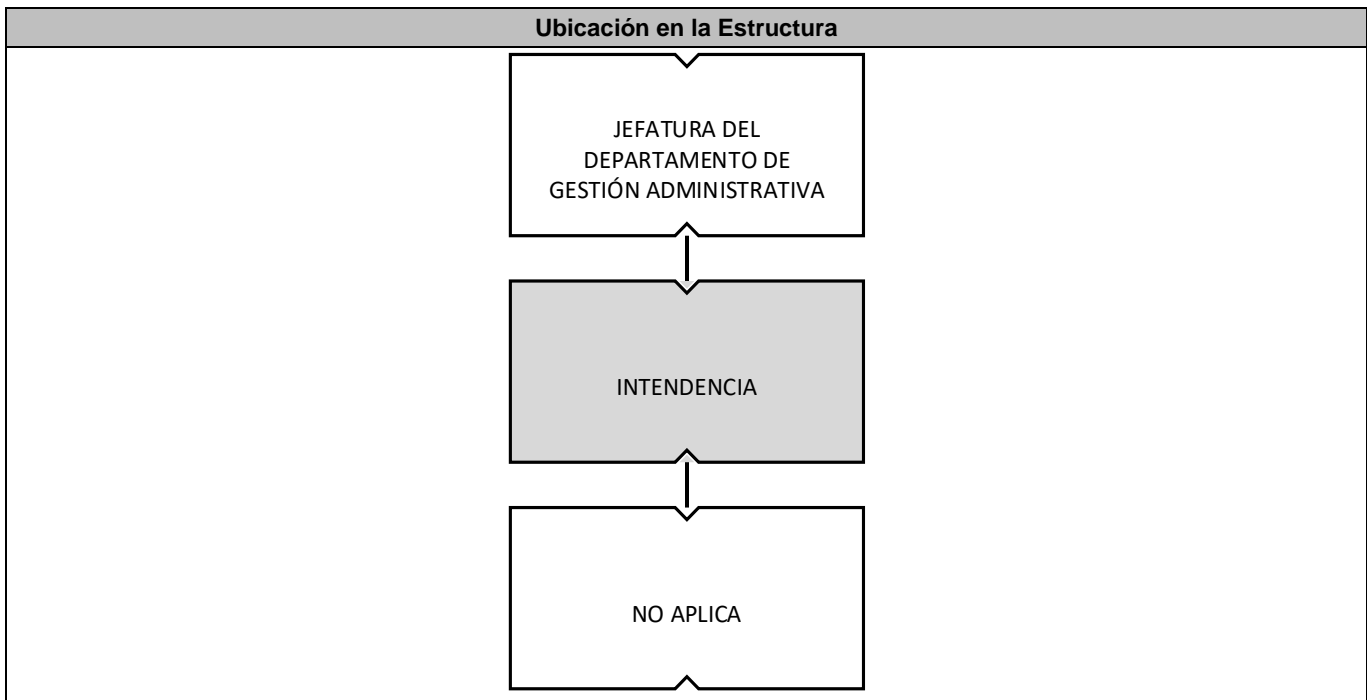 Ubicación en la Estructura
JEFATURA DEL
DEPARTAMENTO DE
GESTIÓN ADMINISTRATIVA
INTENDENCIA
NO APLICA